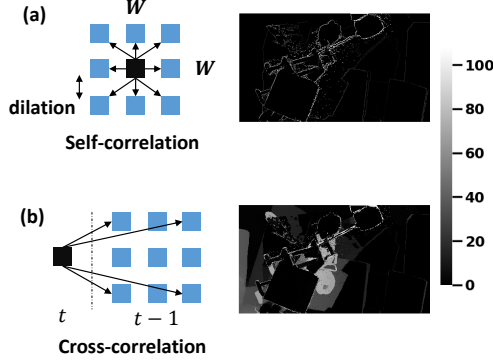 (a)
W
W
dilation
Self-correlation
100
80
60
40
20
0
(b)
t
t − 1
Cross-correlation